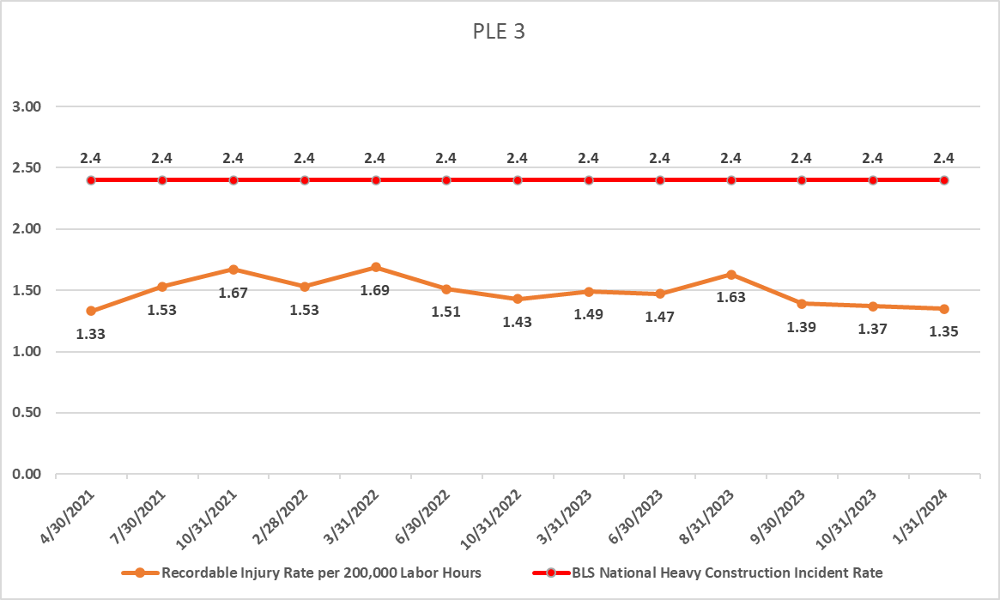 PLE 3
3.00
2.4 2.4 2.4 2.4 2.4 2.4 2.4 2.4 2.4 2.4 2.4 2.4 2.4
2.50
2.00
1.50
1.33 1.53 1.67 1.53 1.69 1.51 1.43 1.49 1.47 1.63 1.39 1.37 1.35
1.00
0.50
0.00
4/30/2021 7/30/2021 10/31/2021 2/28/2022 3/31/2022 6/30/2022 10/31/2022 3/31/2023 6/30/2023 8/31/2023 9/30/2023 10/31/2023 1/31/2024
Recordable Injury Rate per 200,000 Labor Hours BLS National Heavy Construction Incident Rate